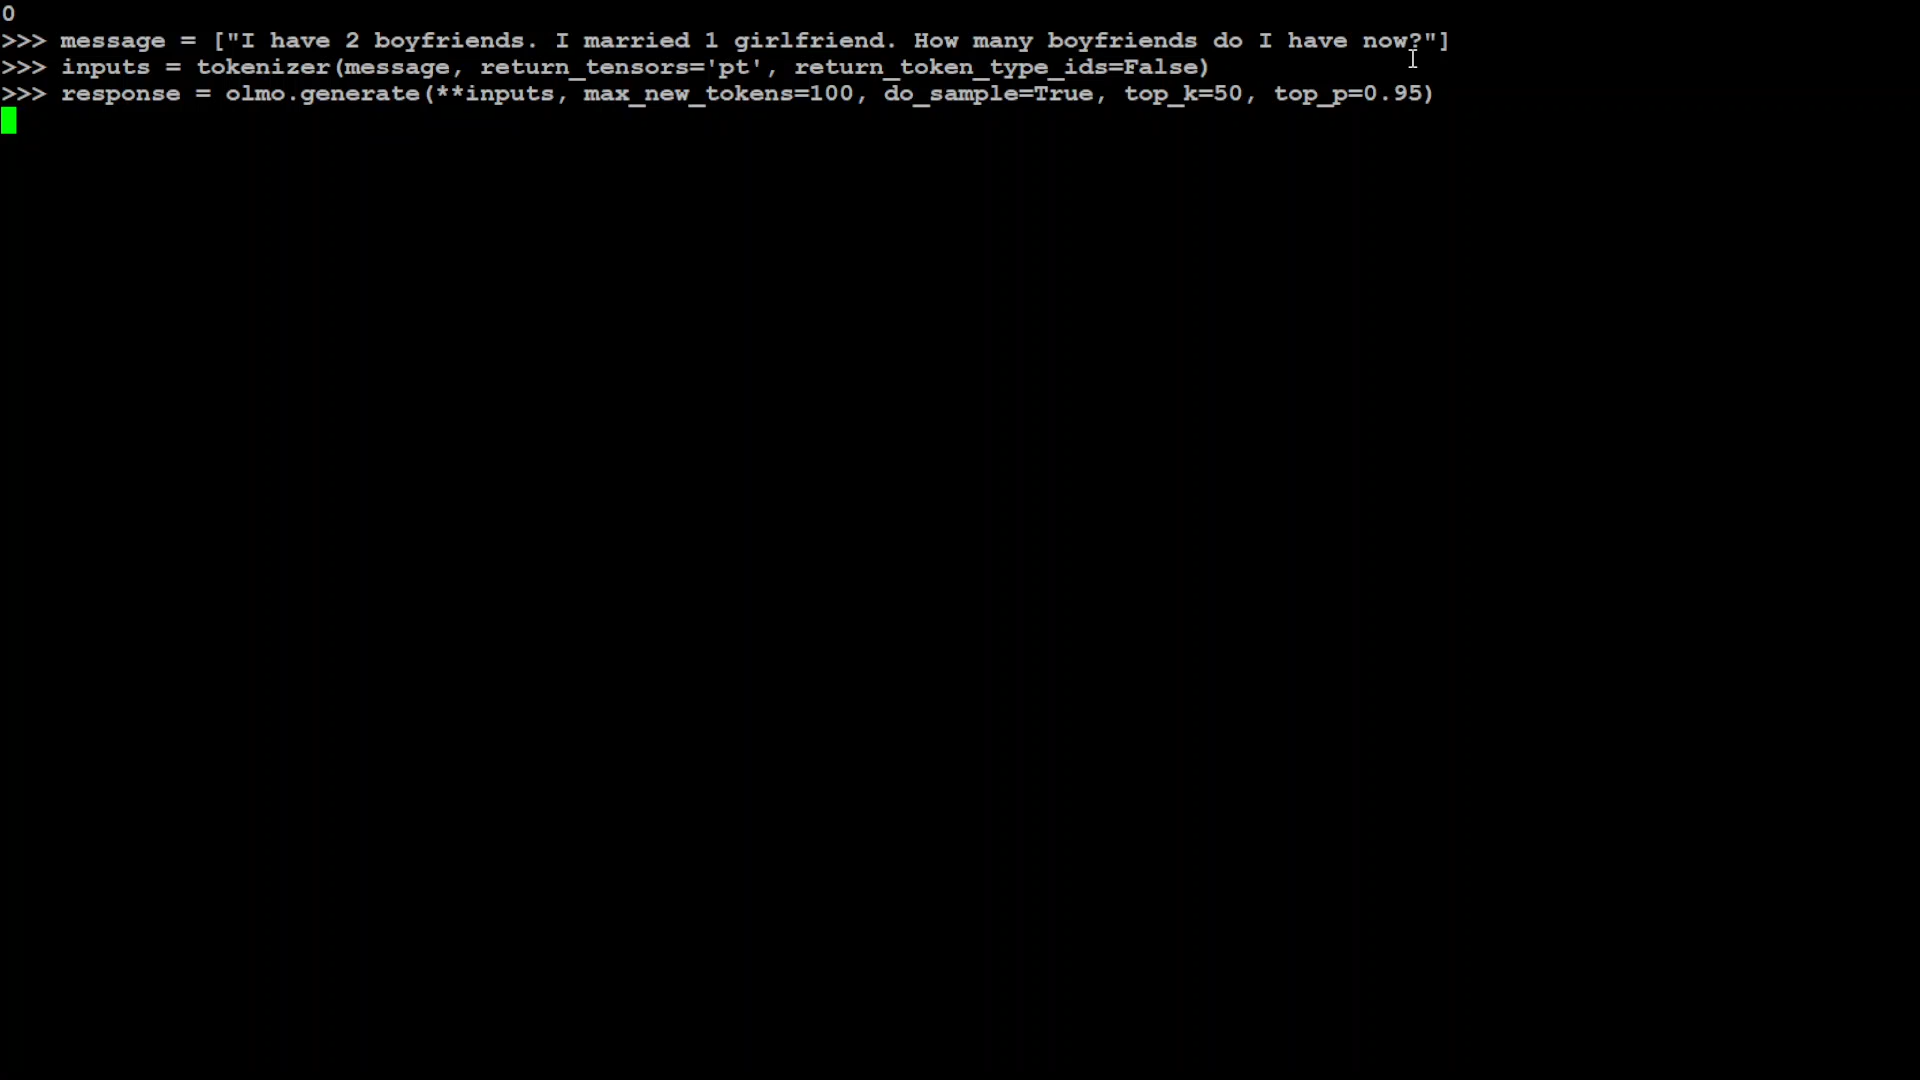 0
>>> message = ["I have 2 boyfriends. I married 1 girlfriend. How many boyfriends do I have now?"]
>>> inputs = tokenizer(message, return_tensors='pt', return_token_type_ids=False)
>>> response = olmo.generate(**inputs, max_new_tokens=100, do_sample=True, top_k=50, top_p=0.95)